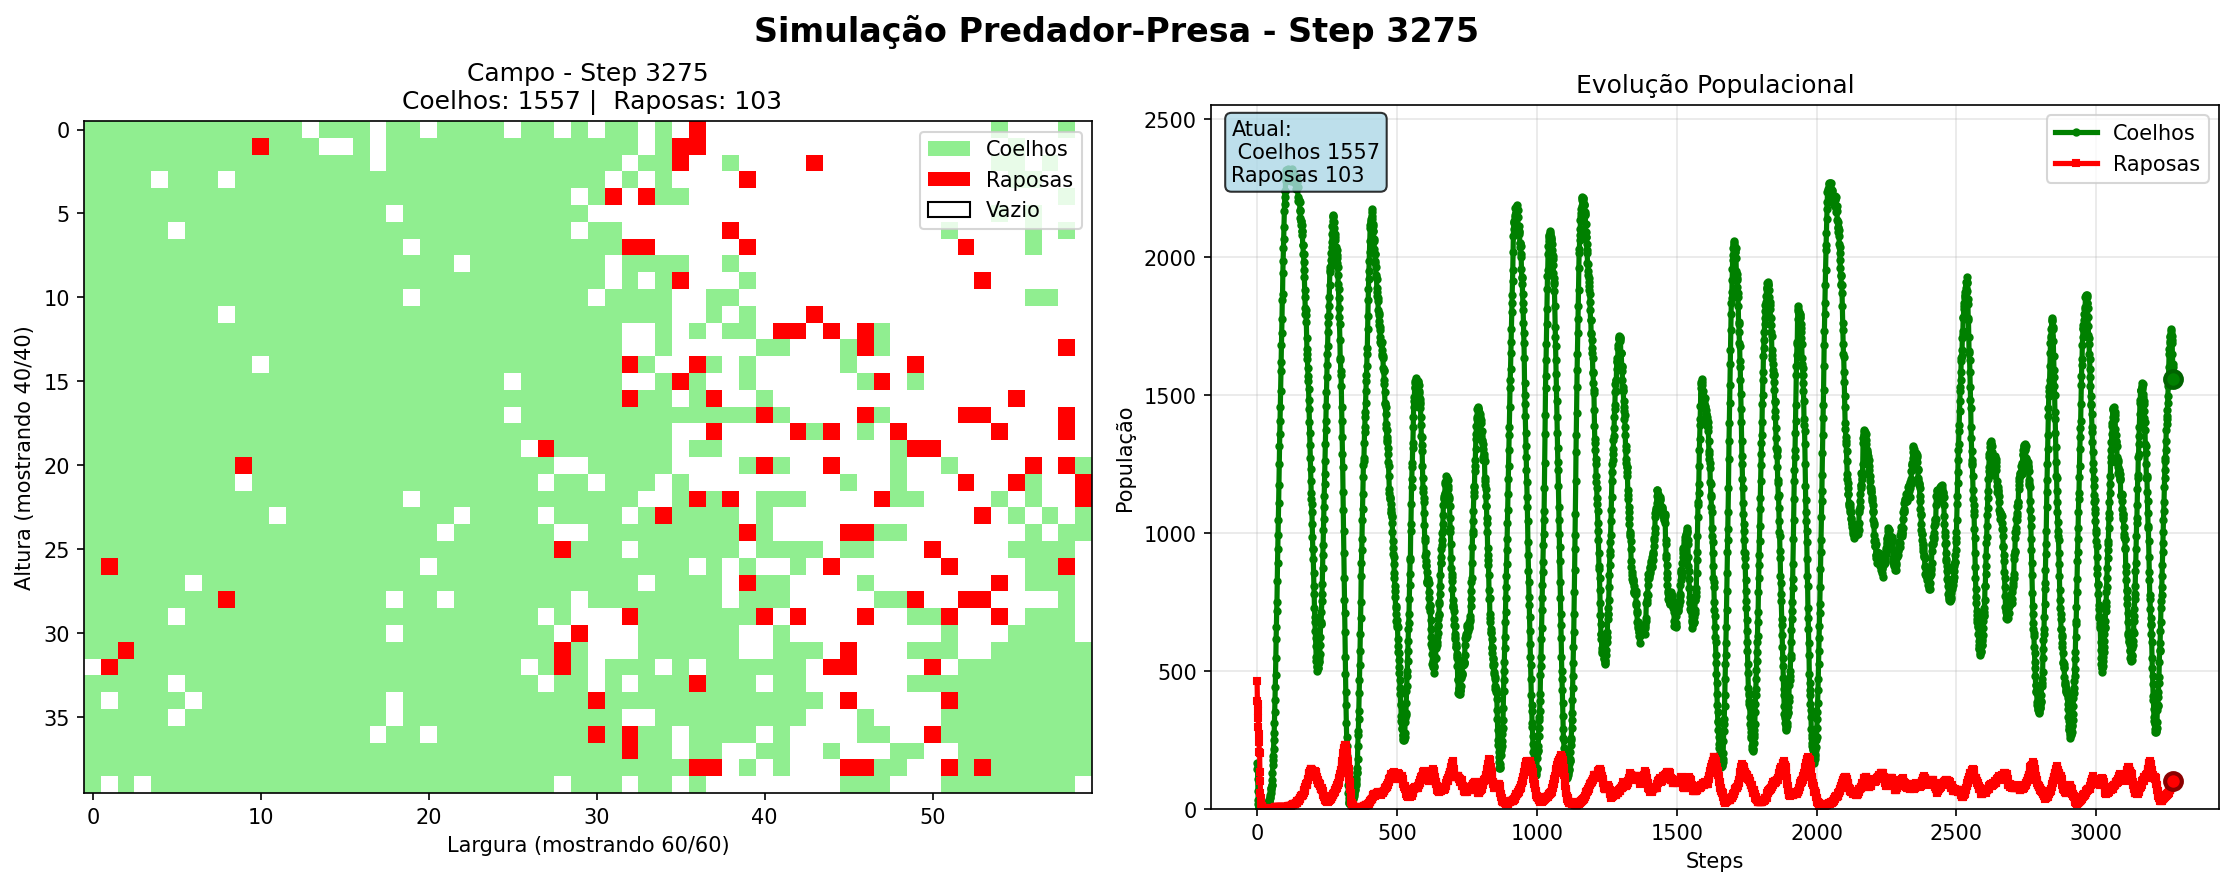 Simulação Predador-Presa - Step 3275
Campo - Step 3275
Coelhos: 1557 |  Raposas: 103
Coelhos
Raposas
Vazio
0
5
10
15
20
25
30
35
Altura (mostrando 40/40)
0
10
20
30
40
50
Largura (mostrando 60/60)
Evolução Populacional
Atual:
Coelhos 1557
Raposas 103
Coelhos
Raposas
2500
2000
1500
1000
500
0
População
0
500
1000
1500
2000
2500
3000
Steps